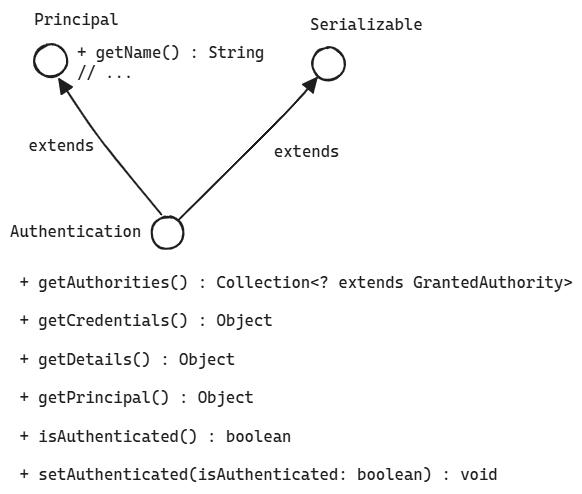 Principal
Serializable
+ getName() : String
// ...
extends
extends
Authentication
+ getAuthorities() : Collection<? extends GrantedAuthority>
+ getCredentials() : Object
+ getDetails() : Object
+ getPrincipal() : Object
+ isAuthenticated() : boolean
+ setAuthenticated(isAuthenticated: boolean) : void